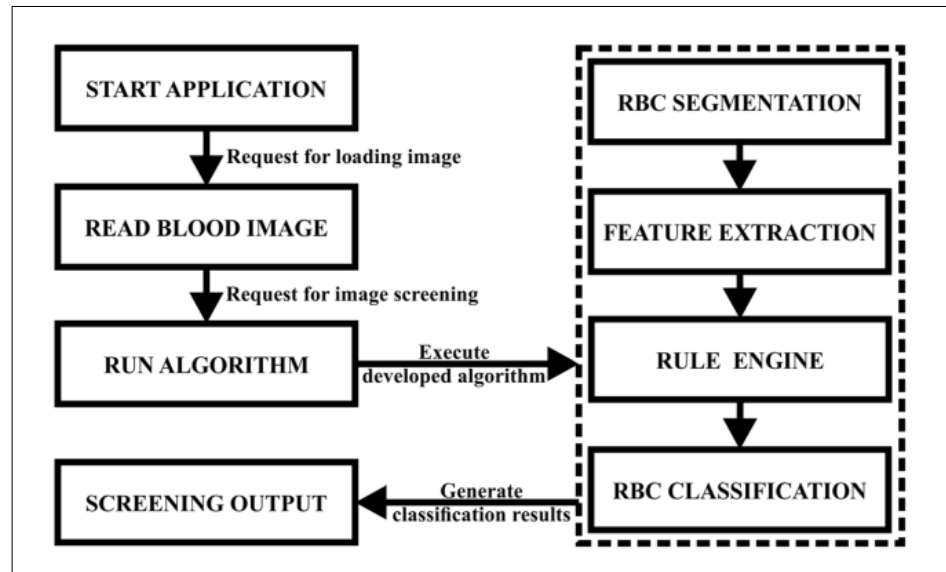 START APPLICATION
Request for loading image
READ BLOOD IMAGE
Request for image screening
RUN ALGORITHM
Execute
developed algorithm
RBC SEGMENTATION
FEATURE EXTRACTION
RULE ENGINE
RBC CLASSIFICATION
Generate
classification results
SCREENING OUTPUT